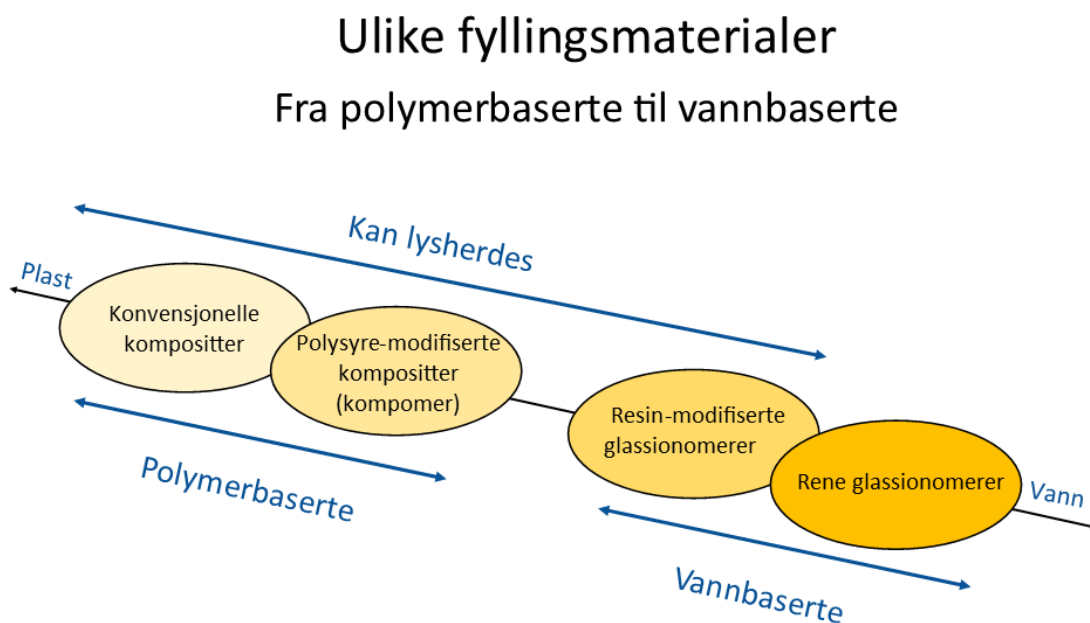 Ulike fyllingsmaterialer
Fra polymerbaserte til vannbaserte
Kan lysherdes
Plast
Konvensjonelle
kompositter
Polysyre-modifiserte
kompositter
(kompomer)
Resin-modifiserte
glassionomerer
Rene glassionomerer
Vann
Polymerbaserte
Vannbaserte